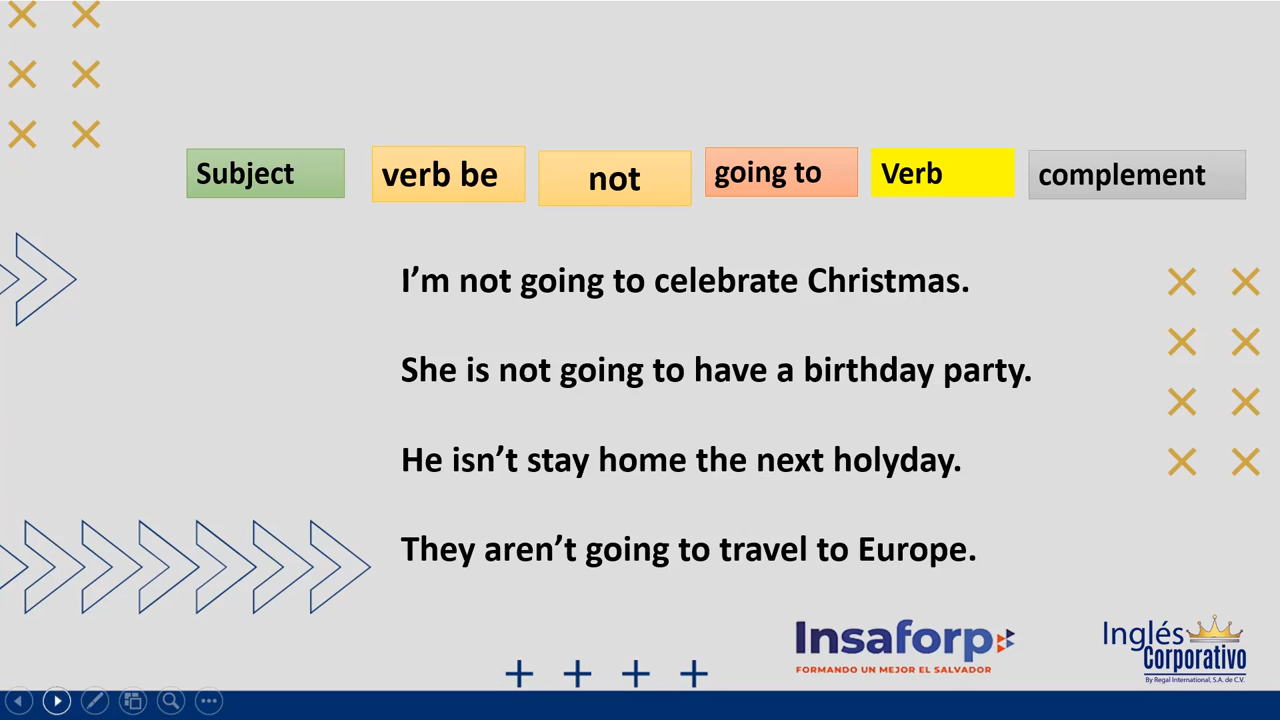 Subject verb be not going to Verb complement
I'm not going to celebrate Christmas.
She is not going to have a birthday party.
He isn't stay home the next holyday.
They aren't going to travel to Europe.
Insaforp
FORMANDO UN MEJOR EL SALVADOR
Inglés
Corporativo
By Regal International, S.A. de C.V.